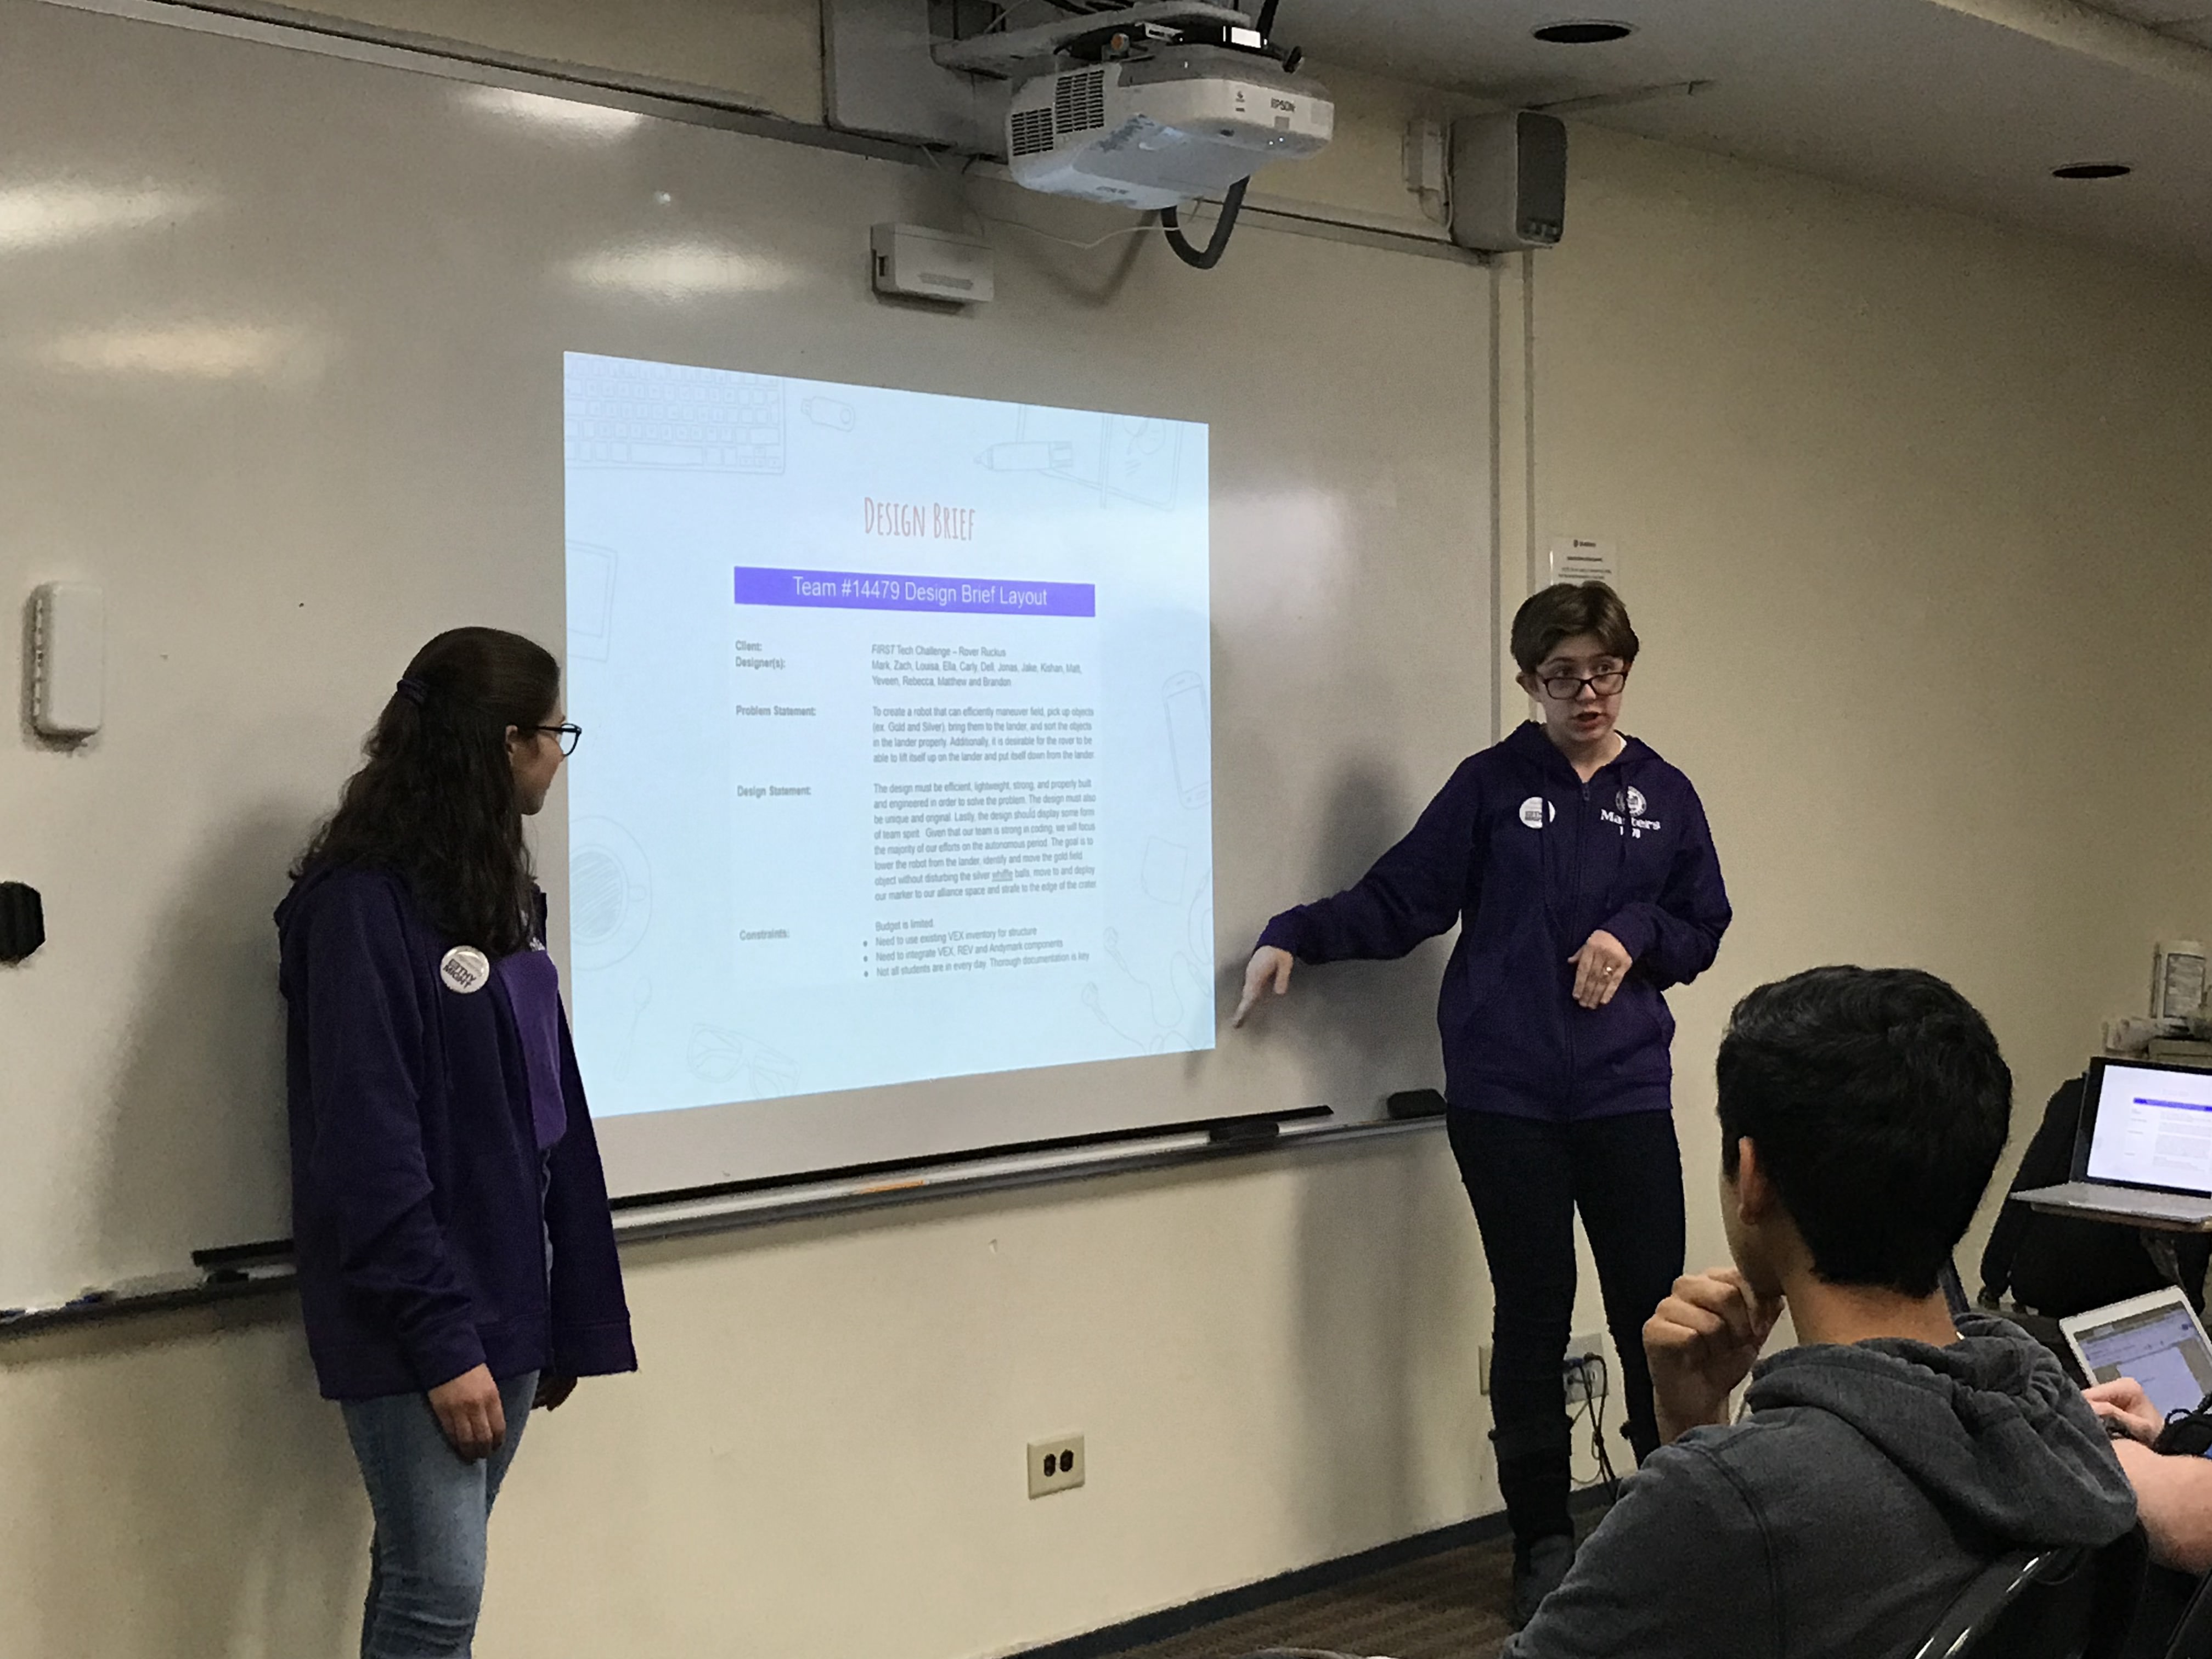 EPSON
DESIGN BRIEF
Team #14479 Design Brief Layout
Client:
FIRST Tech Challenge – Rover Ruckus
Designer(s):
Mark, Zach, Louisa, Ella, Carly, Dell, Jonas, Jake, Kishan, Matt,
Yeveen, Rebecca, Matthew and Brandon
Problem Statement:
To create a robot that can efficiently maneuver field, pick up objects
(ex. Gold and Silver), bring them to the lander, and sort the objects
in the lander properly. Additionally, it is desirable for the rover to be
able to lift itself up on the lander and put itself down from the lander
Design Statement:
The design must be efficient, lightweight, strong, and properly built
and engineered in order to solve the problem. The design must also
be unique and original. Lastly, the design should display some form
of team spirit. Given that our team is strong in coding, we will focus
the majority of our efforts on the autonomous period. The goal is to
lower the robot from the lander, identify and move the gold field
object without disturbing the silver whiffle balls, move to and deploy
our marker to our alliance space and strafe to the edge of the crater
Constraints:
Budget is limited.
• Need to use existing VEX inventory for structure
• Need to integrate VEX, REV and Andymark components
• Not all students are in every day. Thorough documentation is key
Masters